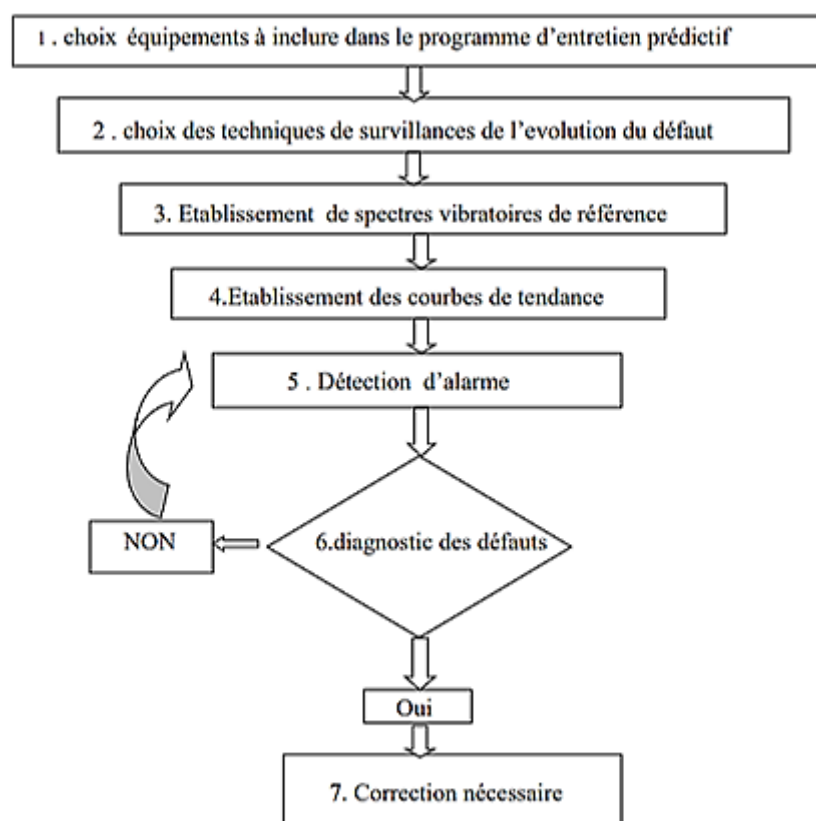 1 . choix équipements à inclure dans le programme d’entretien prédictif
2 . choix des techniques de survillances de l’evolution du défaut
3. Etablissement de spectres vibratoires de référence
4.Etablissement des courbes de tendance
5 . Détection d’alarme
6.diagnostic des défauts
NON
Oui
7. Correction nécessaire